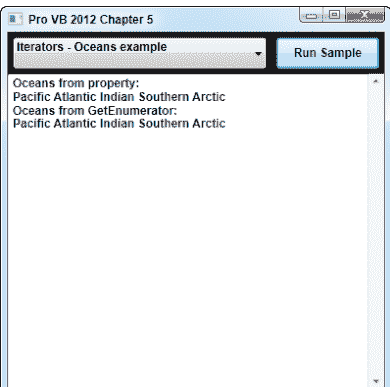 Pro VB 2012 Chapter 5
Iterators - Oceans example
Run Sample
Oceans from property:
Pacific Atlantic Indian Southern Arctic
Oceans from GetEnumerator:
Pacific Atlantic Indian Southern Arctic